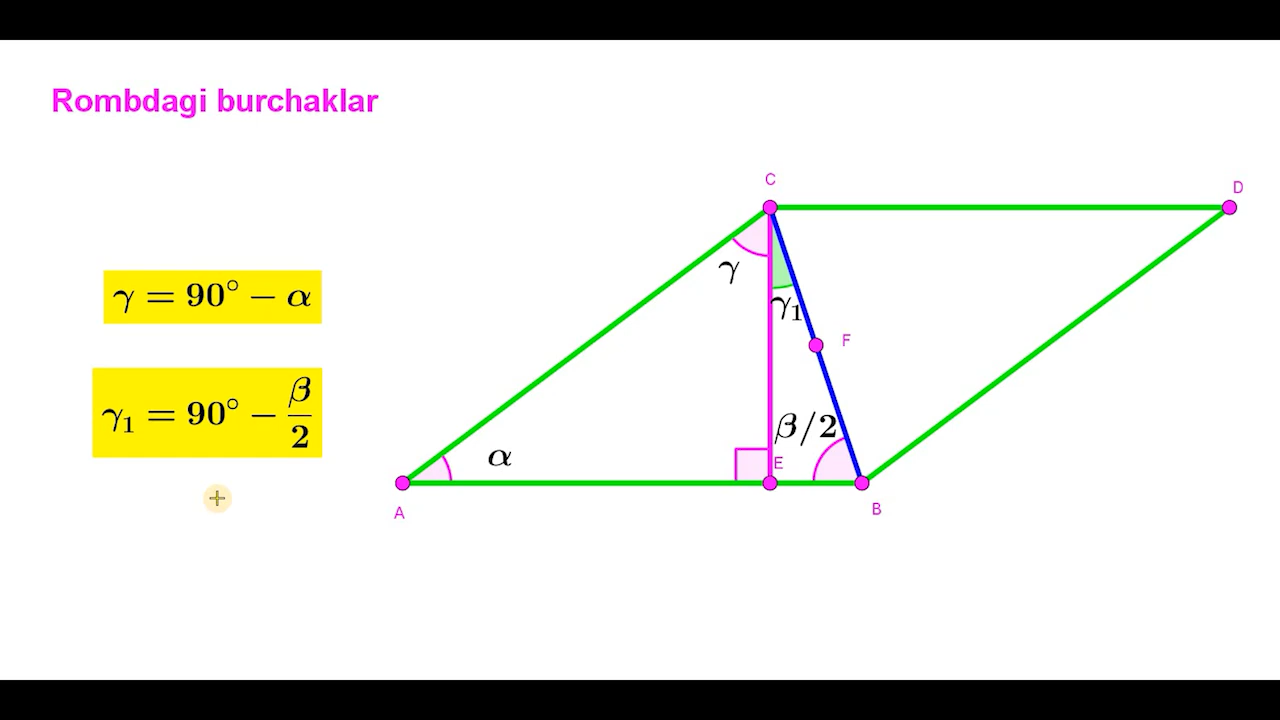 Rombdagi burchaklar
C
D
γ = 90° − α
γ
γ₁
F
γ₁ = 90° − β/2
β/2
α
E
A
B